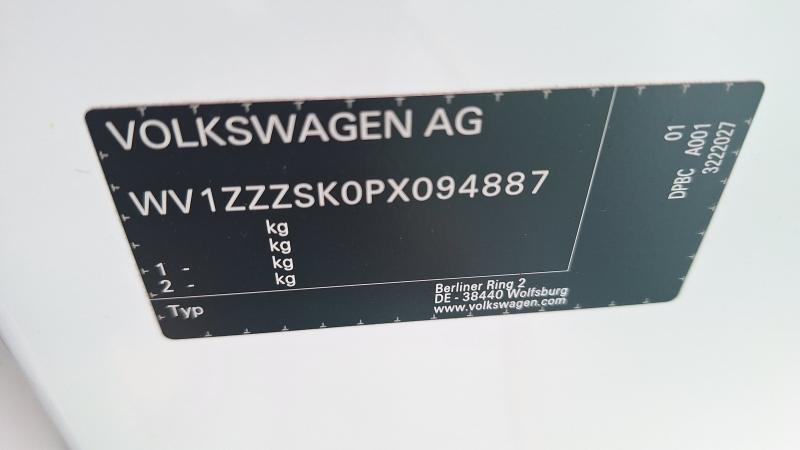 VOLKSWAGEN AG
WV1ZZZSK0PX094887
kg
kg
1 - kg
2 - kg
Typ
Berliner Ring 2
DE - 38440 Wolfsburg
www.volkswagen.com
01
DPBC A001
3222027